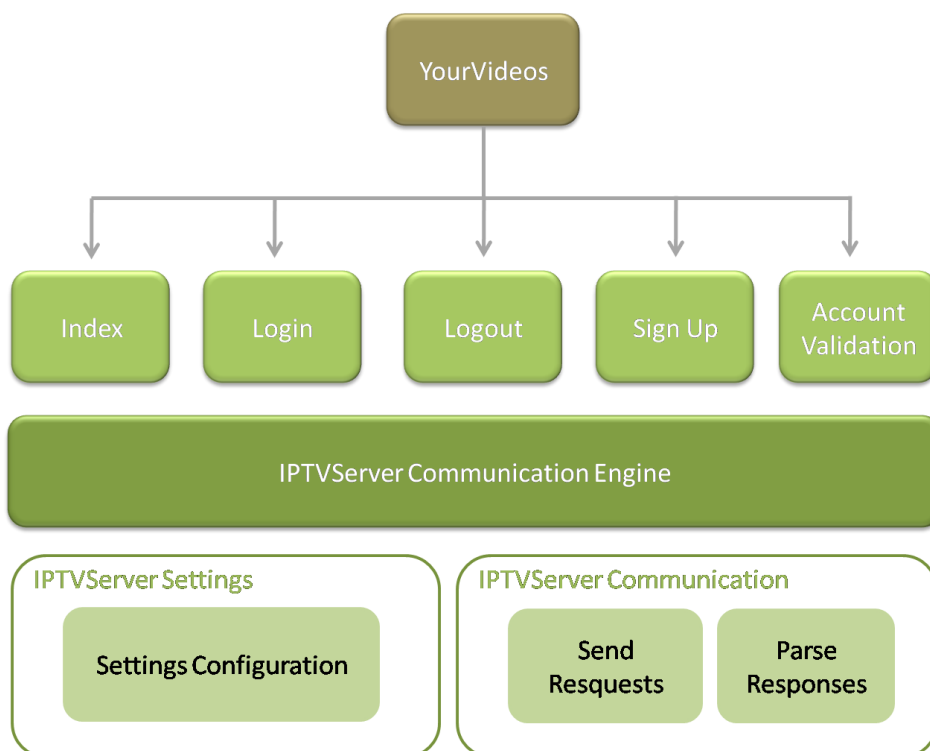 YourVideos
Index
Login
Logout
Sign Up
Account
Validation
IPTVServer Communication Engine
IPTVServer Settings
Settings Configuration
IPTVServer Communication
Send
Resquests
Parse
Responses